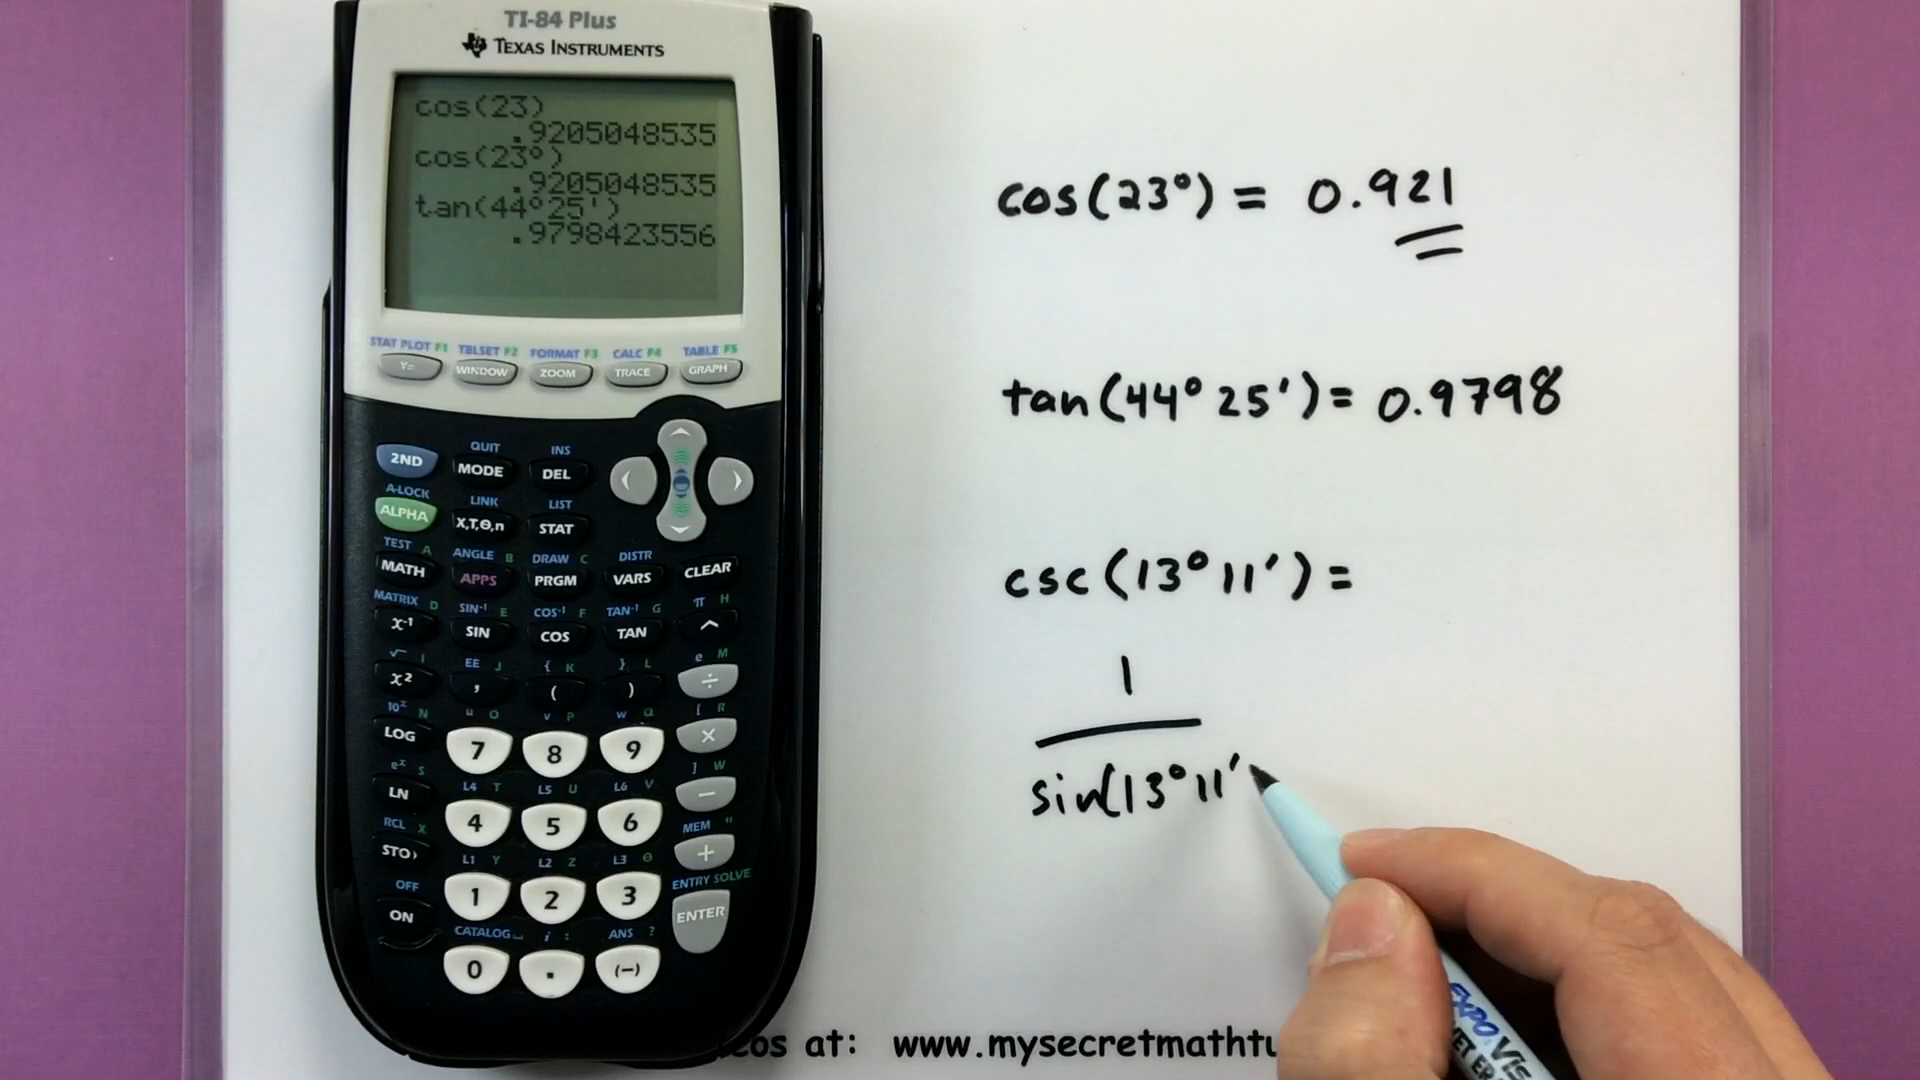 TI-84 Plus
TEXAS INSTRUMENTS
cos(23)
.9205048535
cos(23°)
.9205048535
tan(44°25')
.9798423556
STAT PLOT F1 TBLSET F2 FORMAT F3 CALC F4 TABLE F5
Y= WINDOW ZOOM TRACE GRAPH
QUIT INS
2ND MODE DEL
A-LOCK LINK LIST
ALPHA X,T,Θ,n STAT
TEST A ANGLE B DRAW C DISTR
MATH APPS PRGM VARS CLEAR
MATRIX D SIN⁻¹ E COS⁻¹ F TAN⁻¹ G π H
x⁻¹ SIN COS TAN ^
√ I EE J { K } L e M
x² , ( ) ÷
10ˣ N u O v P w Q [ R
LOG 7 8 9 ×
eˣ S L4 T L5 U L6 V ] W
LN 4 5 6 −
RCL X L1 Y L2 Z L3 Θ MEM "
STO› 1 2 3 +
OFF CATALOG i : ANS ? ENTRY SOLVE
ON 0 . (−) ENTER
cos(23°) = 0.921
tan(44° 25') = 0.9798
csc(13° 11') =
1
sin(13° 11'
eos at: www.mysecretmathtu
EXPO Vis